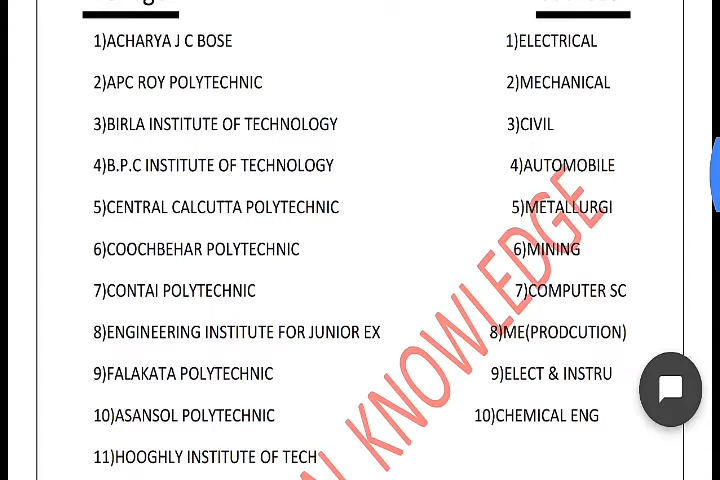 1)ACHARYA J C BOSE 1)ELECTRICAL
2)APC ROY POLYTECHNIC 2)MECHANICAL
3)BIRLA INSTITUTE OF TECHNOLOGY 3)CIVIL
4)B.P.C INSTITUTE OF TECHNOLOGY 4)AUTOMOBILE
5)CENTRAL CALCUTTA POLYTECHNIC 5)METALLURGI
6)COOCHBEHAR POLYTECHNIC 6)MINING
7)CONTAI POLYTECHNIC 7)COMPUTER SC
8)ENGINEERING INSTITUTE FOR JUNIOR EX 8)ME(PRODCUTION)
9)FALAKATA POLYTECHNIC 9)ELECT & INSTRU
10)ASANSOL POLYTECHNIC 10)CHEMICAL ENG
11)HOOGHLY INSTITUTE OF TECH
KNOWLEDGE